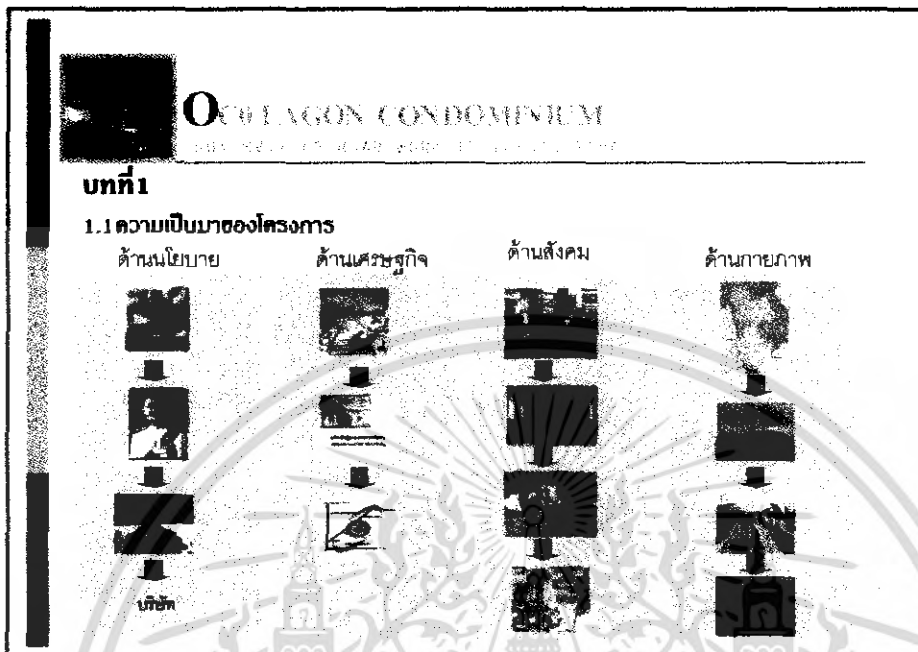 CONDOMINIUM
บทที่1
1.1ความเป็นมาของโครงการ
ด้านนโยบาย ด้านเศรษฐกิจ ด้านสังคม ด้านกายภาพ
บริษัท